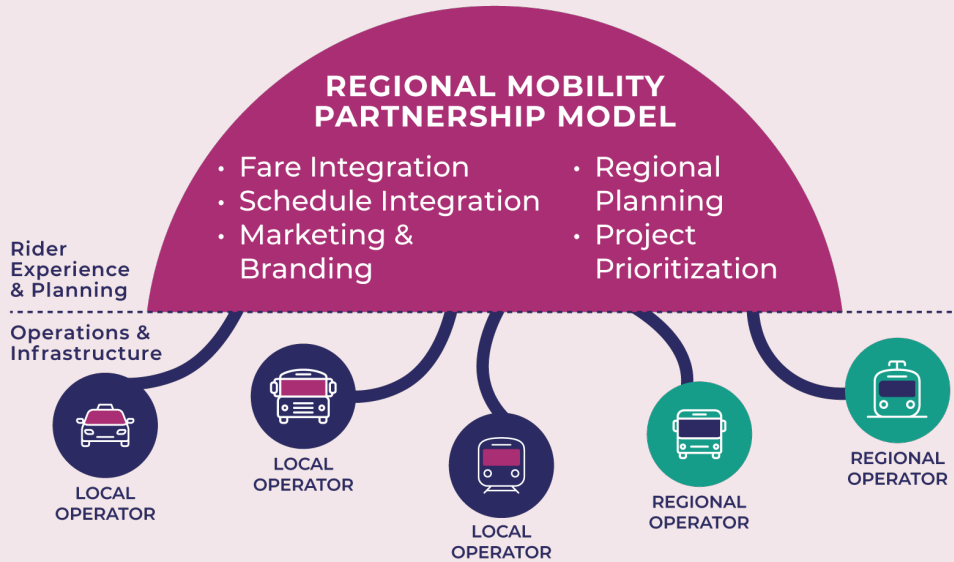 REGIONAL MOBILITY
PARTNERSHIP MODEL
• Fare Integration
• Schedule Integration
• Marketing &
Branding
• Regional
Planning
• Project
Prioritization
Rider
Experience
& Planning
Operations &
Infrastructure
LOCAL
OPERATOR
LOCAL
OPERATOR
LOCAL
OPERATOR
REGIONAL
OPERATOR
REGIONAL
OPERATOR